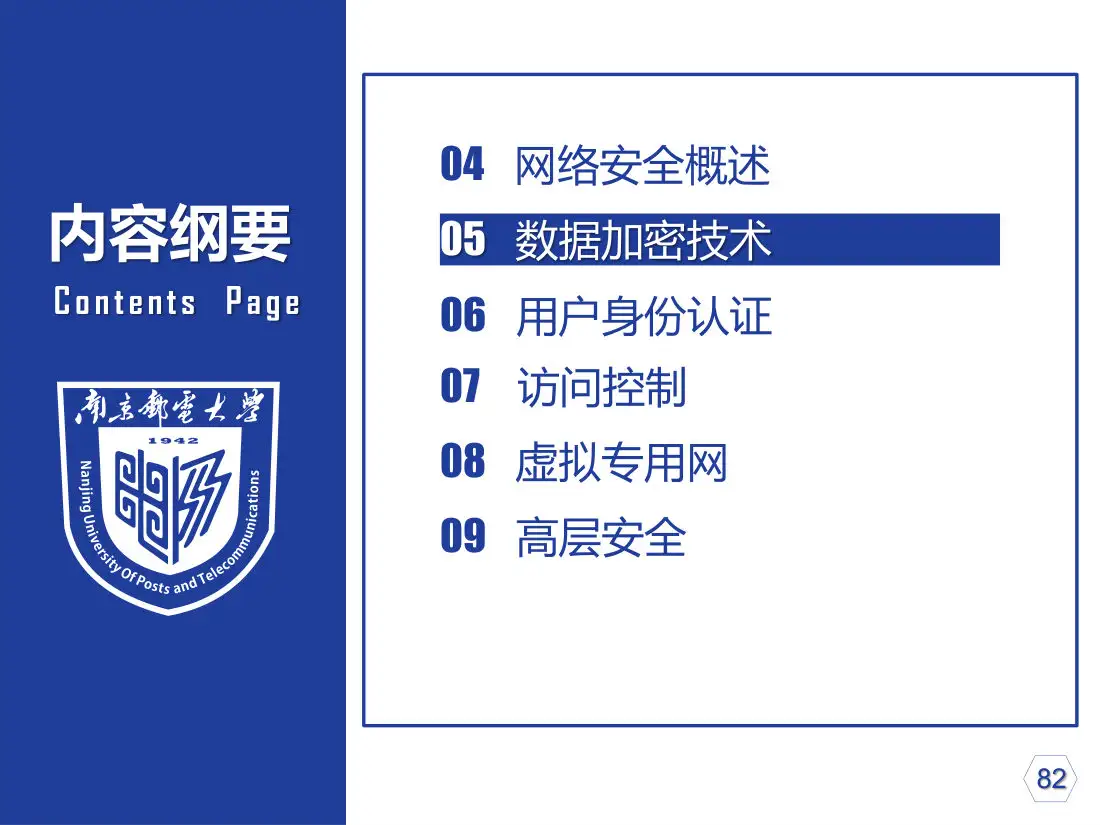 内容纲要
Contents Page
南京郵電大學
1942
Nanjing University Of Posts and Telecommunications
04 网络安全概述
05 数据加密技术
06 用户身份认证
07 访问控制
08 虚拟专用网
09 高层安全
82